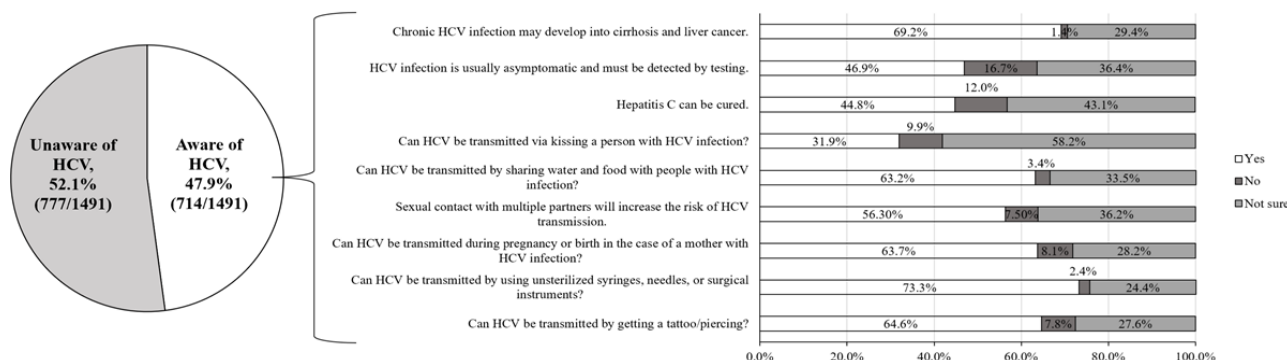 Unaware of
HCV,
52.1%
(777/1491)
Aware of
HCV,
47.9%
(714/1491)
Chronic HCV infection may develop into cirrhosis and liver cancer.
69.2%
1.4%
29.4%
HCV infection is usually asymptomatic and must be detected by testing.
46.9%
16.7%
36.4%
Hepatitis C can be cured.
44.8%
12.0%
43.1%
Can HCV be transmitted via kissing a person with HCV infection?
31.9%
9.9%
58.2%
Can HCV be transmitted by sharing water and food with people with HCV
infection?
63.2%
3.4%
33.5%
Sexual contact with multiple partners will increase the risk of HCV
transmission.
56.30%
7.50%
36.2%
Can HCV be transmitted during pregnancy or birth in the case of a mother with
HCV infection?
63.7%
8.1%
28.2%
Can HCV be transmitted by using unsterilized syringes, needles, or surgical
instruments?
73.3%
2.4%
24.4%
Can HCV be transmitted by getting a tattoo/piercing?
64.6%
7.8%
27.6%
0.0%
20.0%
40.0%
60.0%
80.0%
100.0%
Yes
No
Not sure